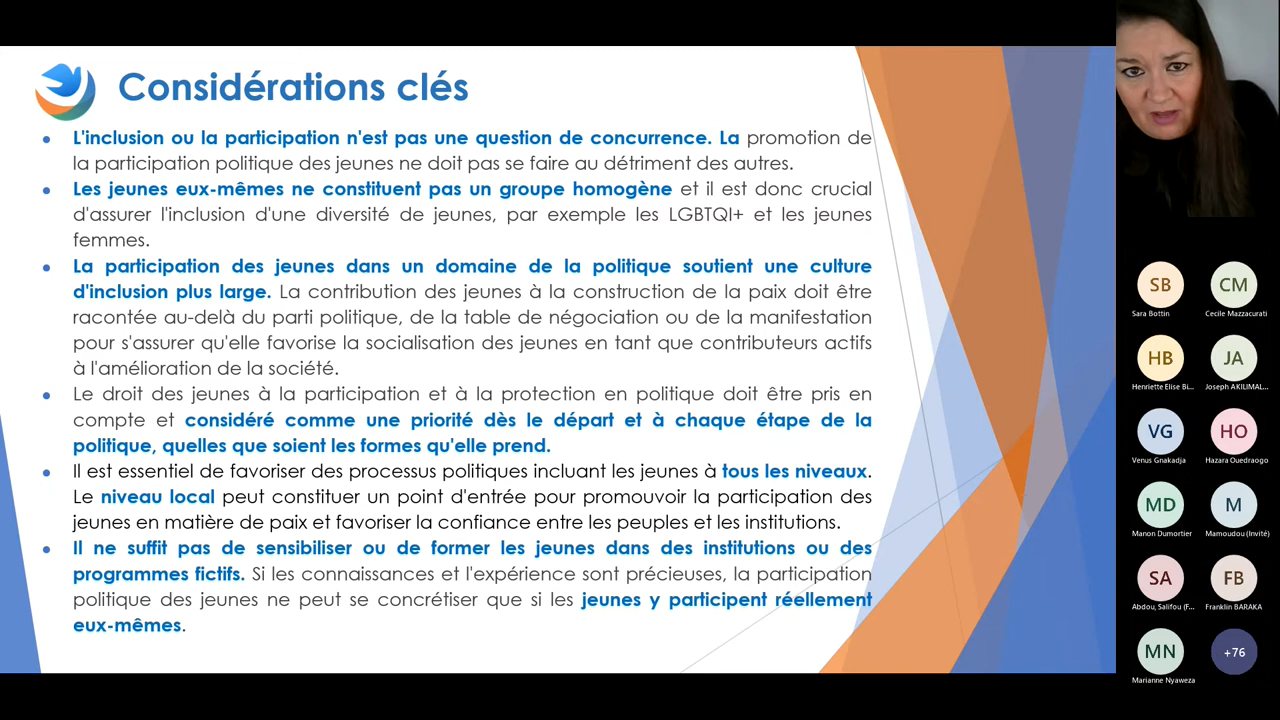 Considérations clés
L'inclusion ou la participation n'est pas une question de concurrence. La promotion de
la participation politique des jeunes ne doit pas se faire au détriment des autres.
Les jeunes eux-mêmes ne constituent pas un groupe homogène et il est donc crucial
d'assurer l'inclusion d'une diversité de jeunes, par exemple les LGBTQI+ et les jeunes
femmes.
La participation des jeunes dans un domaine de la politique soutient une culture
d'inclusion plus large. La contribution des jeunes à la construction de la paix doit être
racontée au-delà du parti politique, de la table de négociation ou de la manifestation
pour s'assurer qu'elle favorise la socialisation des jeunes en tant que contributeurs actifs
à l'amélioration de la société.
Le droit des jeunes à la participation et à la protection en politique doit être pris en
compte et considéré comme une priorité dès le départ et à chaque étape de la
politique, quelles que soient les formes qu'elle prend.
Il est essentiel de favoriser des processus politiques incluant les jeunes à tous les niveaux.
Le niveau local peut constituer un point d'entrée pour promouvoir la participation des
jeunes en matière de paix et favoriser la confiance entre les peuples et les institutions.
Il ne suffit pas de sensibiliser ou de former les jeunes dans des institutions ou des
programmes fictifs. Si les connaissances et l'expérience sont précieuses, la participation
politique des jeunes ne peut se concrétiser que si les jeunes y participent réellement
eux-mêmes.
SB CM
Sara Bottin Cecile Mazzacurati
HB JA
Henriette Elise Bi... Joseph AKILIMAL...
VG HO
Venus Gnakadja Hazara Ouedraogo
MD M
Manon Dumortier Mamoudou (Invité)
SA FB
Abdou, Salifou (F... Franklin BARAKA
MN +76
Marianne Nyaweza